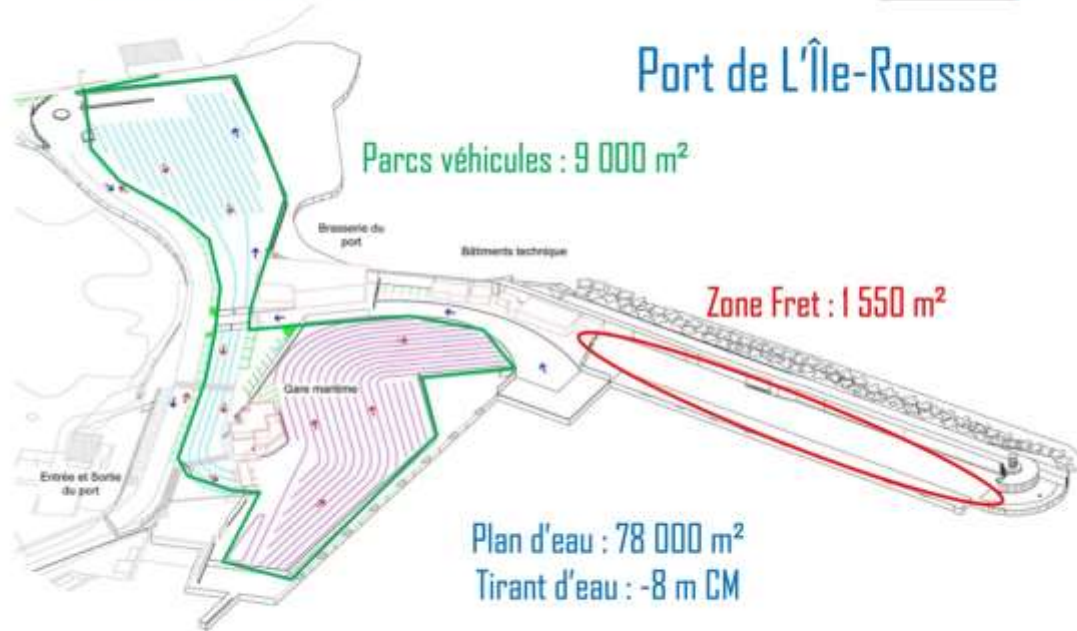 Port de L'Île-Rousse
Parcs véhicules : 9 000 m²
Brasserie du
port
Bâtiments technique
Zone Fret : 1 550 m²
Gare maritime
Entrée et Sortie
du port
Plan d'eau : 78 000 m²
Tirant d'eau : -8 m CM